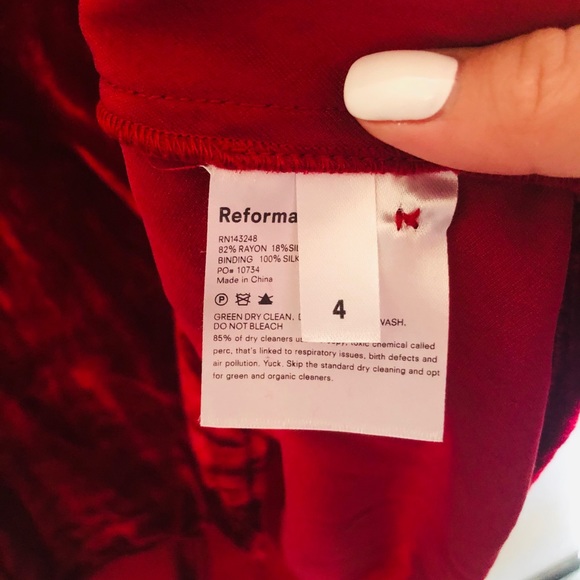 Reforma
RN143248
82% RAYON 18%SIL
BINDING 100% SILK
PO# 10734
Made in China
P
4
GREEN DRY CLEAN. WASH.
DO NOT BLEACH
85% of dry cleaners chemical called
perc, that's linked to respiratory issues, birth defects and
air pollution. Yuck. Skip the standard dry cleaning and opt
for green and organic cleaners.